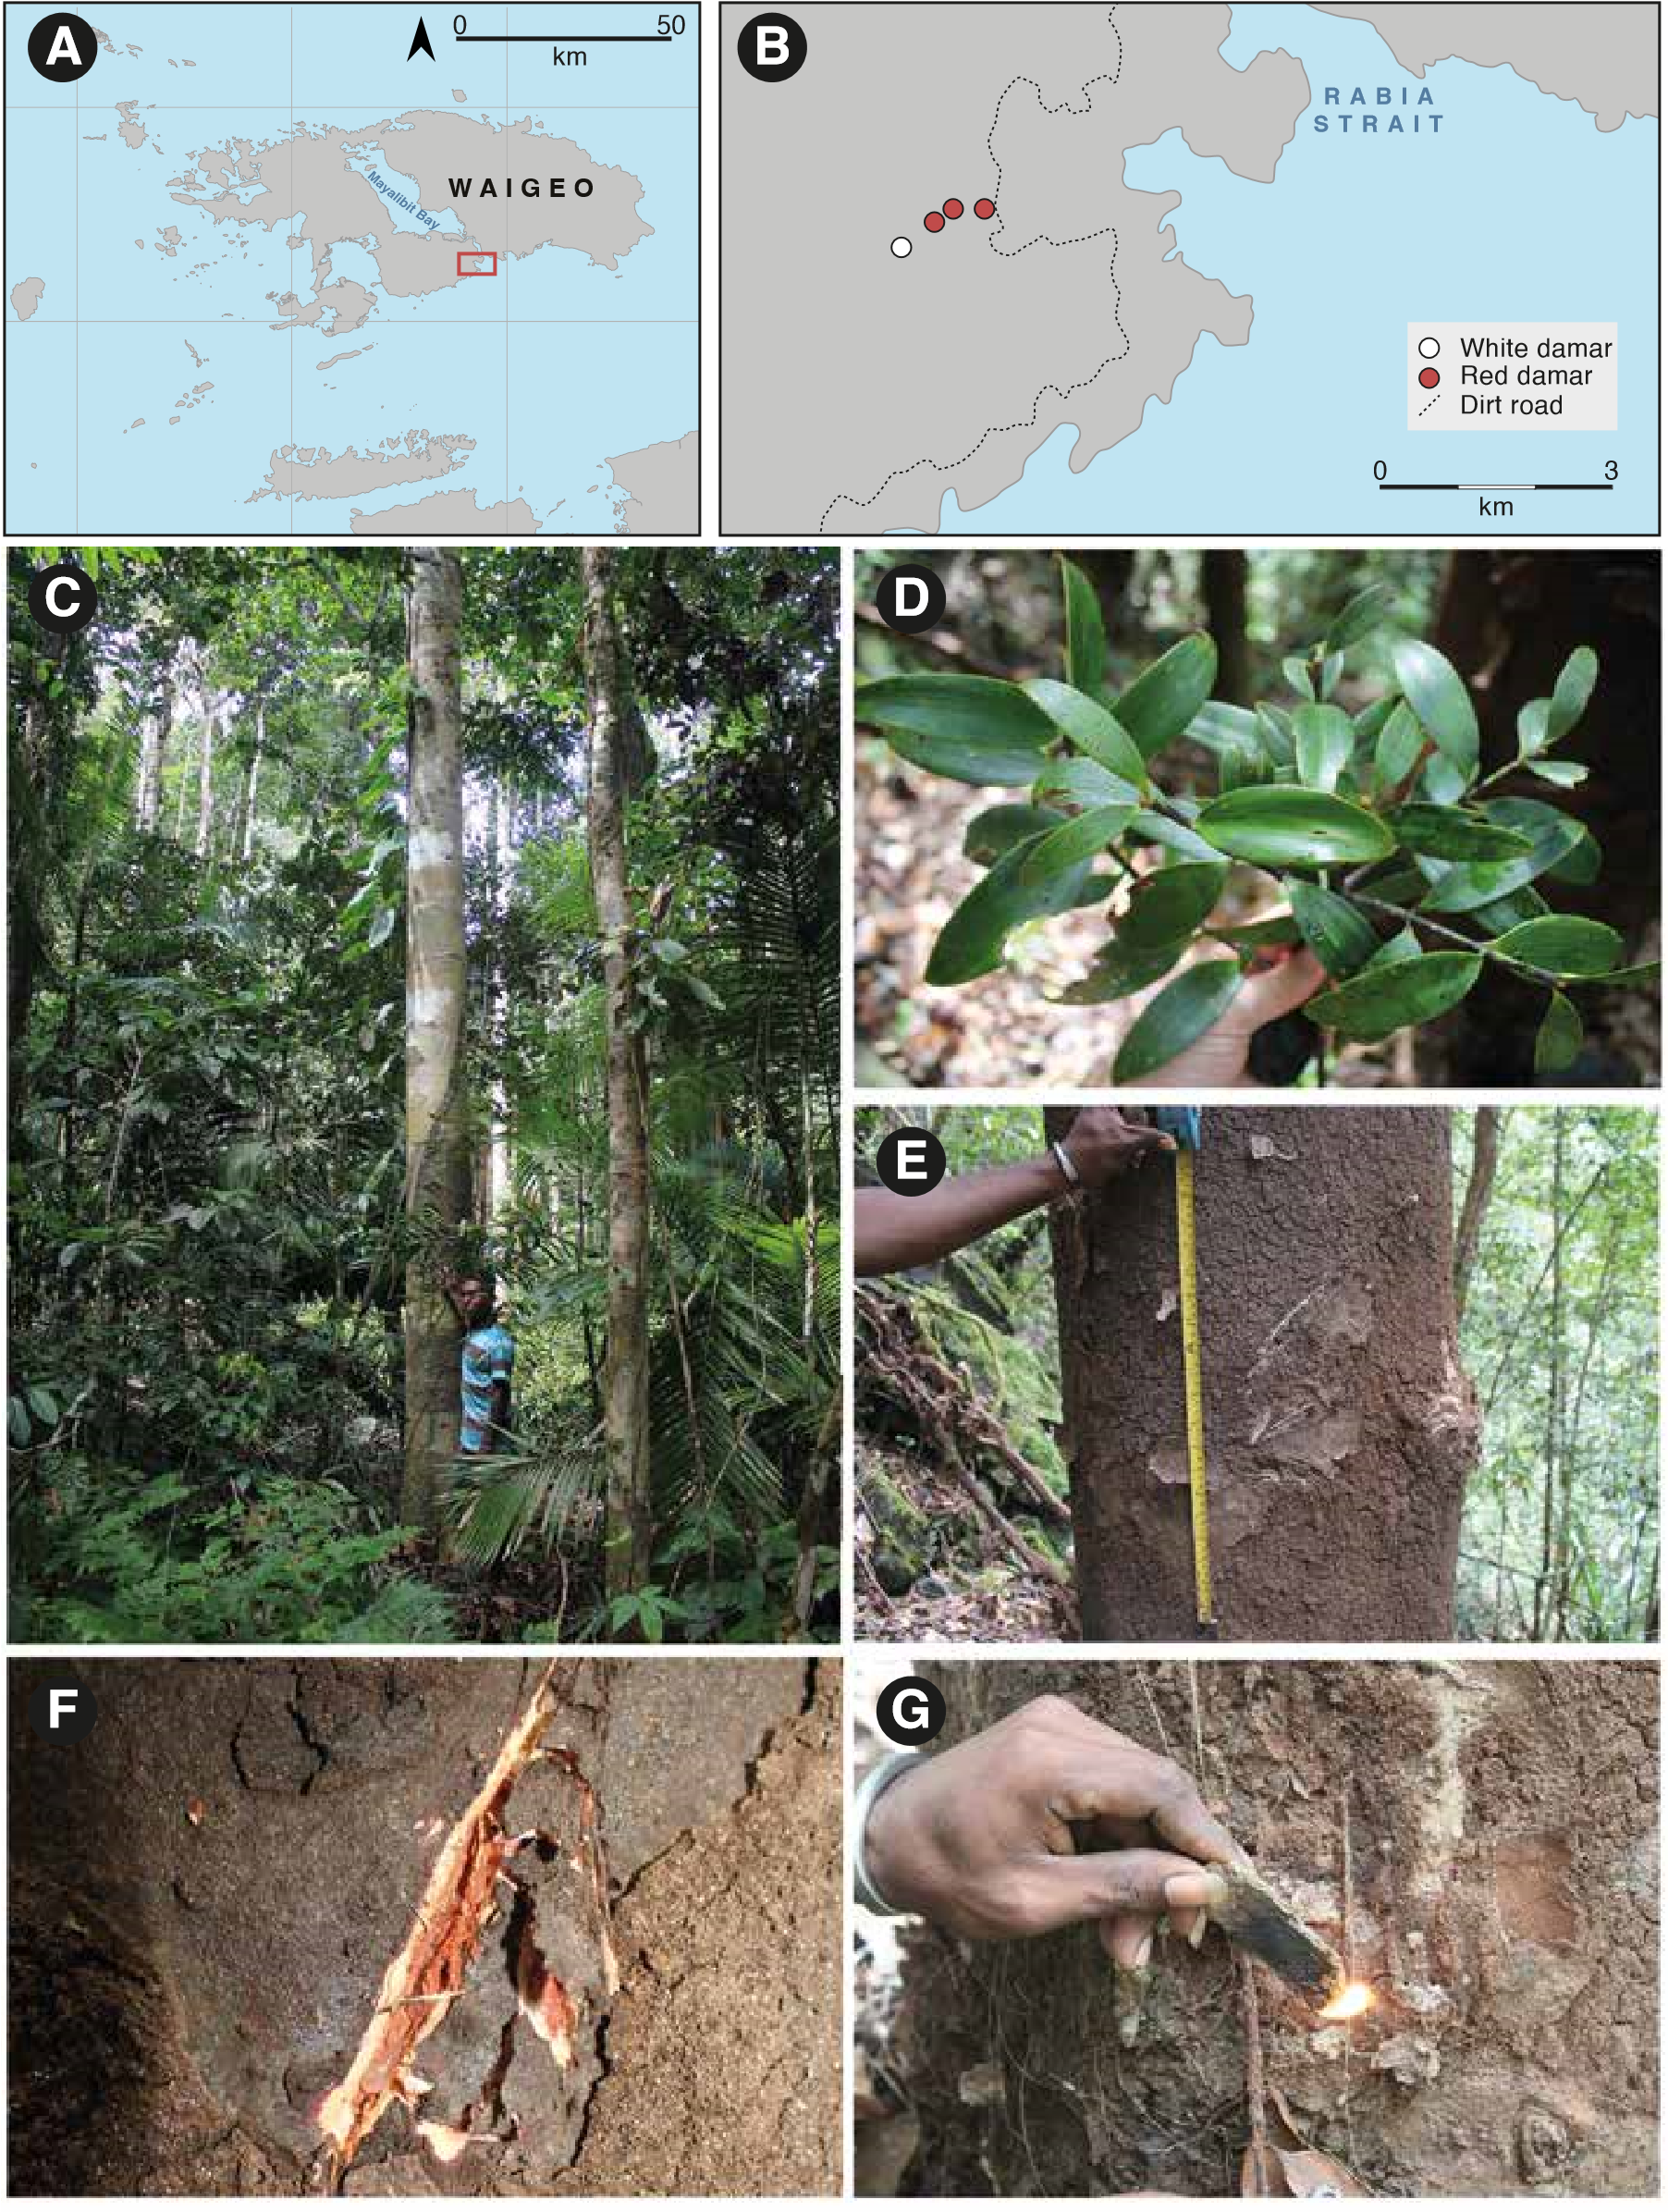 A
0 50
km
WAIGEO
Mayalibit Bay
B
RABIA
STRAIT
White damar
Red damar
Dirt road
0 3
km
C
D
E
F
G